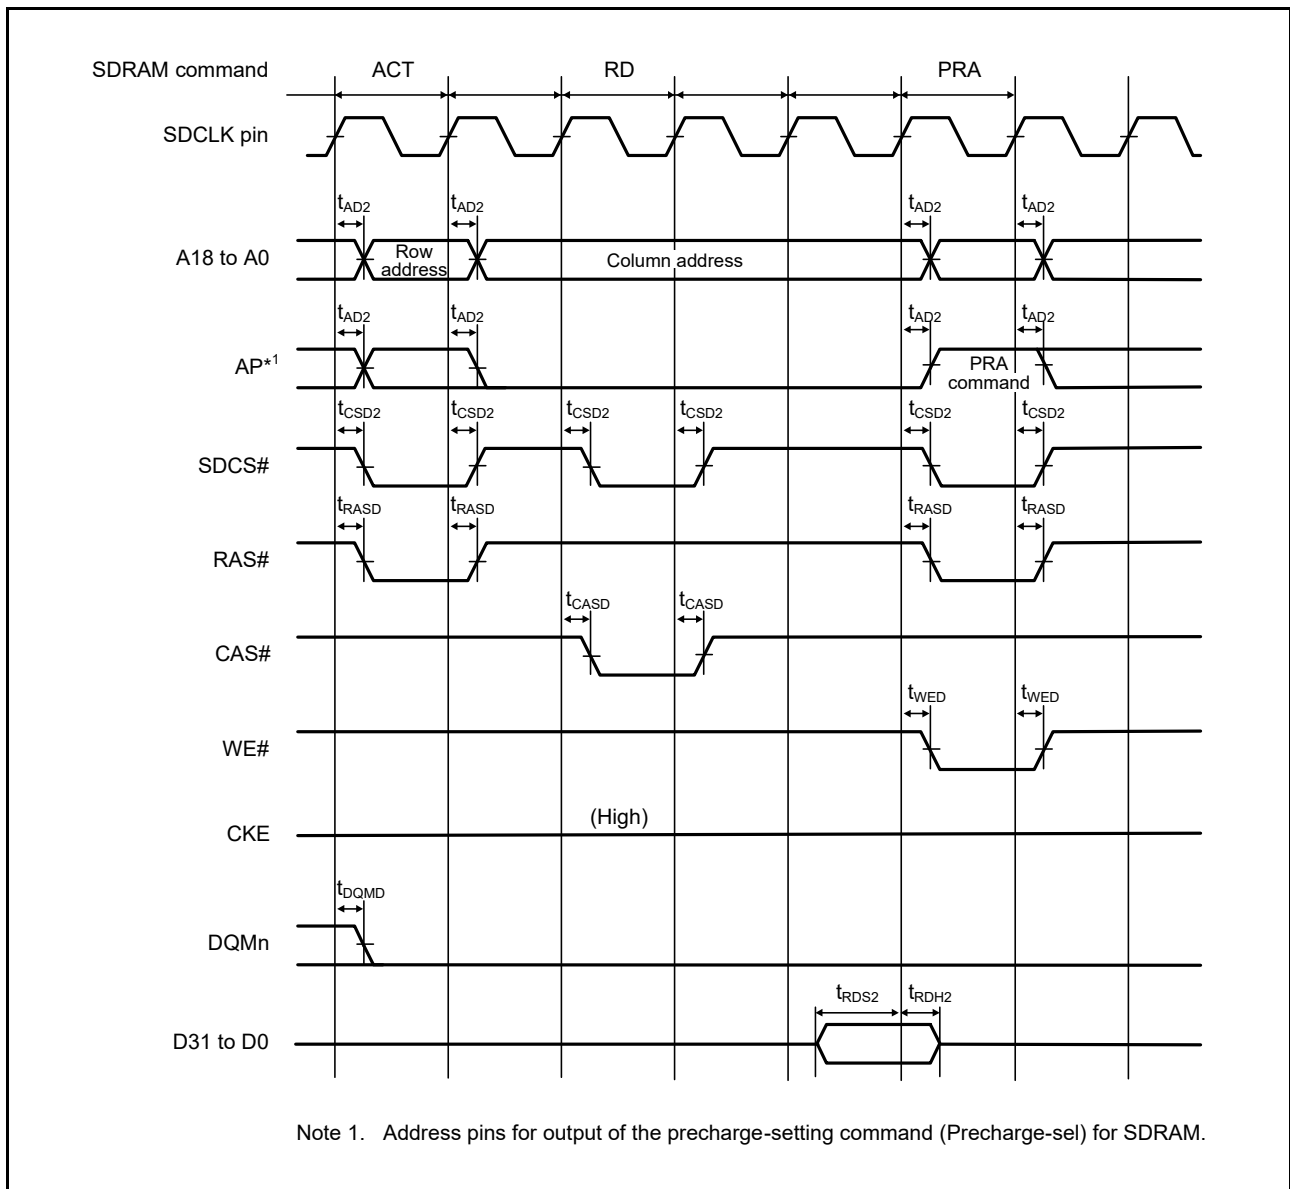 SDRAM command ACT RD PRA
SDCLK pin
tAD2 tAD2 tAD2 tAD2
A18 to A0
Row
address
Column address
tAD2 tAD2 tAD2 tAD2
AP*1
PRA
command
tCSD2 tCSD2 tCSD2 tCSD2 tCSD2 tCSD2
SDCS#
tRASD tRASD tRASD tRASD
RAS#
tCASD tCASD
CAS#
tWED tWED
WE#
(High)
CKE
tDQMD
DQMn
tRDS2 tRDH2
D31 to D0
Note 1. Address pins for output of the precharge-setting command (Precharge-sel) for SDRAM.